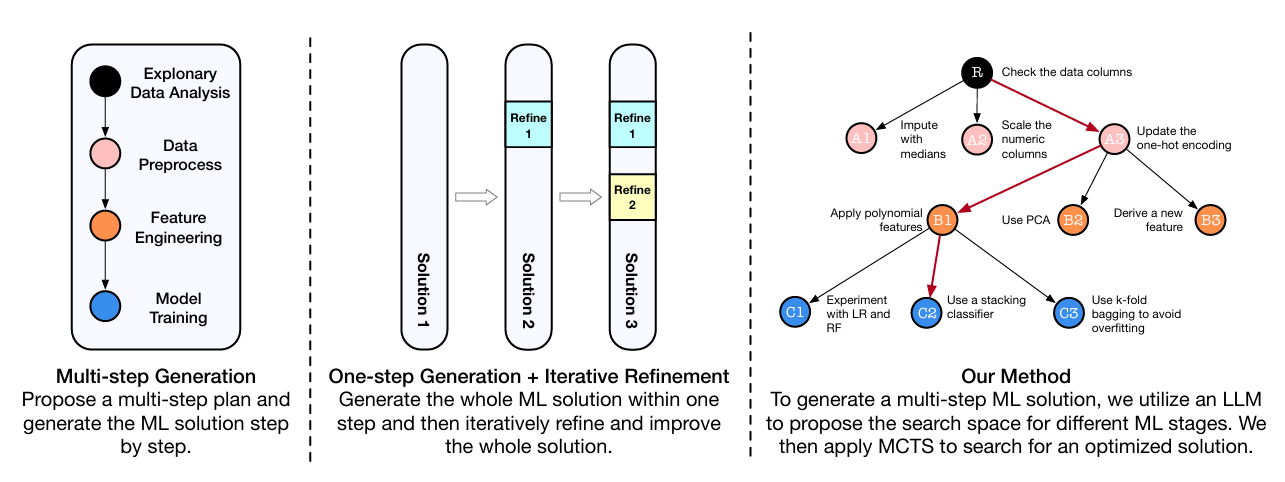 Explonary
Data Analysis
Data
Preprocess
Feature
Engineering
Model
Training
Multi-step Generation
Propose a multi-step plan and
generate the ML solution step
by step.
Solution 1
Refine
1
Solution 2
Refine
1
Refine
2
Solution 3
One-step Generation + Iterative Refinement
Generate the whole ML solution within one
step and then iteratively refine and improve
the whole solution.
R
Check the data columns
A1
Impute
with
medians
A2
Scale the
numeric
columns
A3
Update the
one-hot encoding
Apply polynomial
features
B1
Use PCA
B2
Derive a new
feature
B3
C1
Experiment
with LR and
RF
C2
Use a stacking
classifier
C3
Use k-fold
bagging to avoid
overfitting
Our Method
To generate a multi-step ML solution, we utilize an LLM
to propose the search space for different ML stages. We
then apply MCTS to search for an optimized solution.